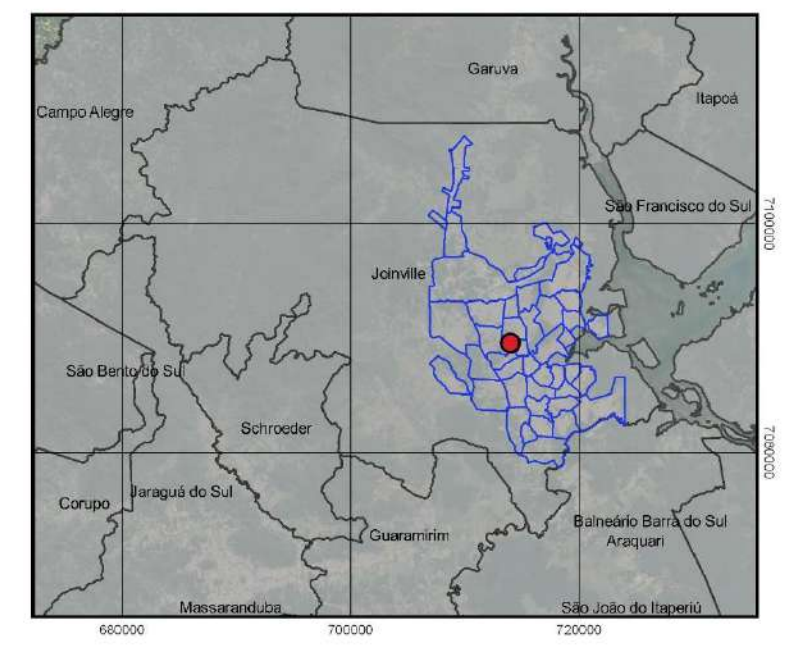 Garuva
Itapoá
Campo Alegre
São Francisco do Sul
7100000
Joinville
São Bento do Sul
Schroeder
7080000
Corupo
Jaraguá do Sul
Guaramirim
Balneário Barra do Sul
Araquari
Massaranduba
São João do Itaperiú
660000
700000
720000